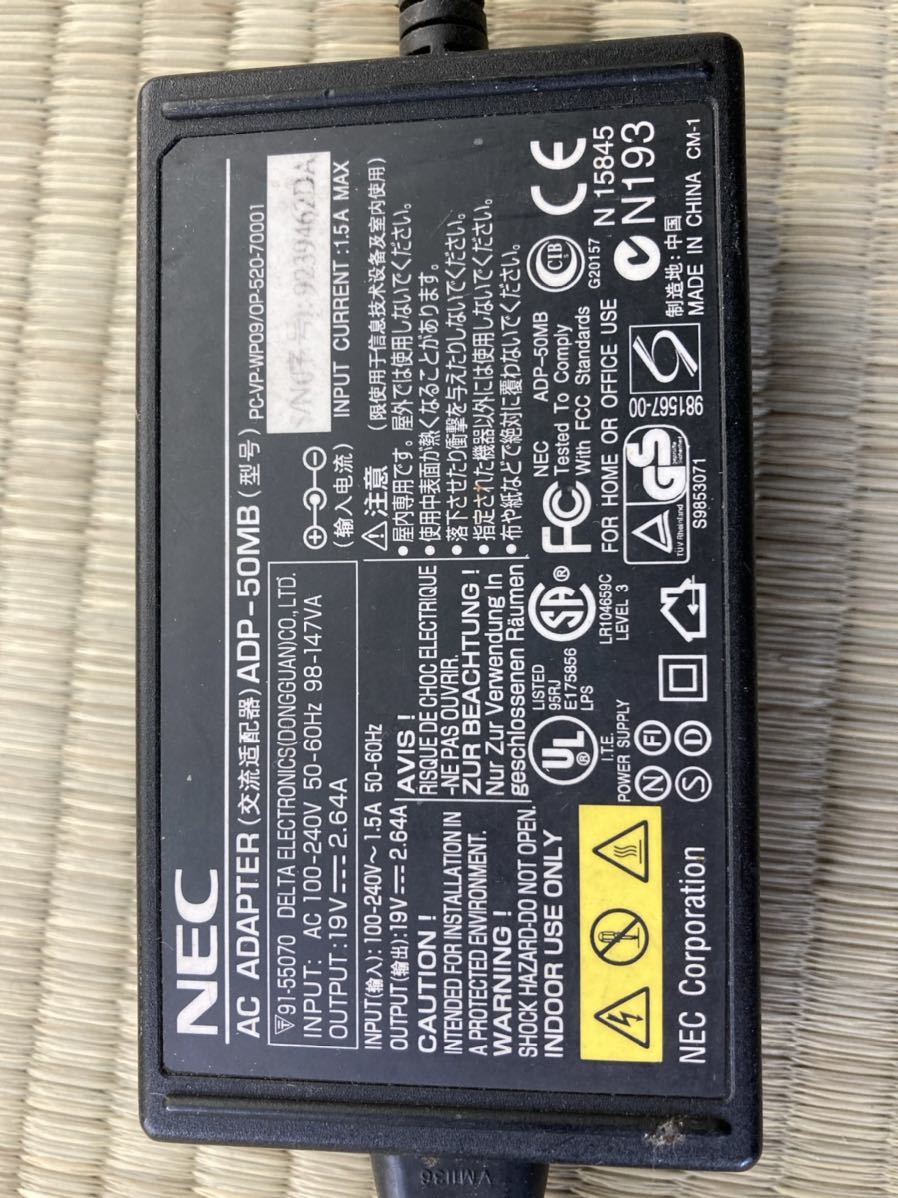 NEC
AC ADAPTER (交流适配器) ADP-50MB (型号) PC-VP-WP09/OP-520-70001
91-55070 DELTA ELECTRONICS(DONGGUAN)CO.,LTD.
INPUT: AC 100-240V 50-60Hz 98-147VA
OUTPUT:19V 2.64A
9239462DA
INPUT(输入):100-240V~1.5A 50-60Hz
(输入电流) INPUT CURRENT:1.5A MAX
OUTPUT(输出):19V 2.64A
(限使用于信息技术设备及室内使用)
CAUTION !
INTENDED FOR INSTALLATION IN
A PROTECTED ENVIRONMENT.
WARNING !
SHOCK HAZARD-DO NOT OPEN.
INDOOR USE ONLY
AVIS !
RISQUE DE CHOC ELECTRIQUE
-NE PAS OUVRIR.
ZUR BEACHTUNG !
Nur Zur Verwendung In
geschlossenen Räumen
⚠注意
•屋内専用です。屋外では使用しないでください。
•使用中表面が熱くなることがあります。
•落下させたり衝撃を与えたりしないでください。
•指定された機器以外には使用しないでください。
•布や紙などで絶対に覆わないでください。
UL®
LISTED
95RJ
E175856
LPS
I.T.E.
POWER SUPPLY
N FI
S D
SA®
LR104659C
LEVEL 3
FC
NEC ADP-50MB
Tested To Comply
With FCC Standards
FOR HOME OR OFFICE USE
TÜV Rheinland
GS
geprüfte
Sicherheit
S9853071
981567-00
CIB
G20157
CE
N 15845
N193
制造地:中国
MADE IN CHINA CM-1
NEC Corporation
VM1136